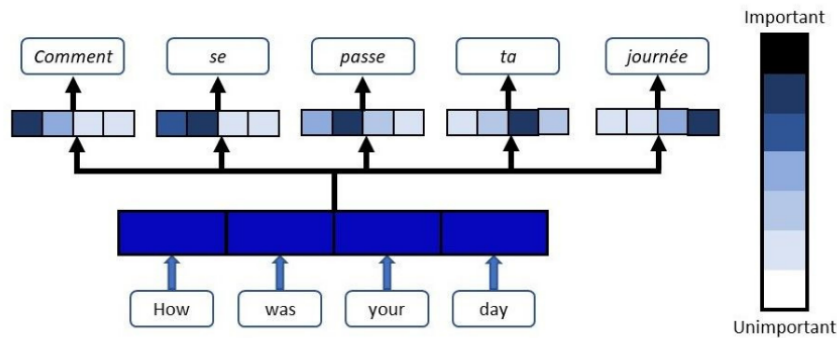 Important
Comment se passe ta journée
How was your day
Unimportant